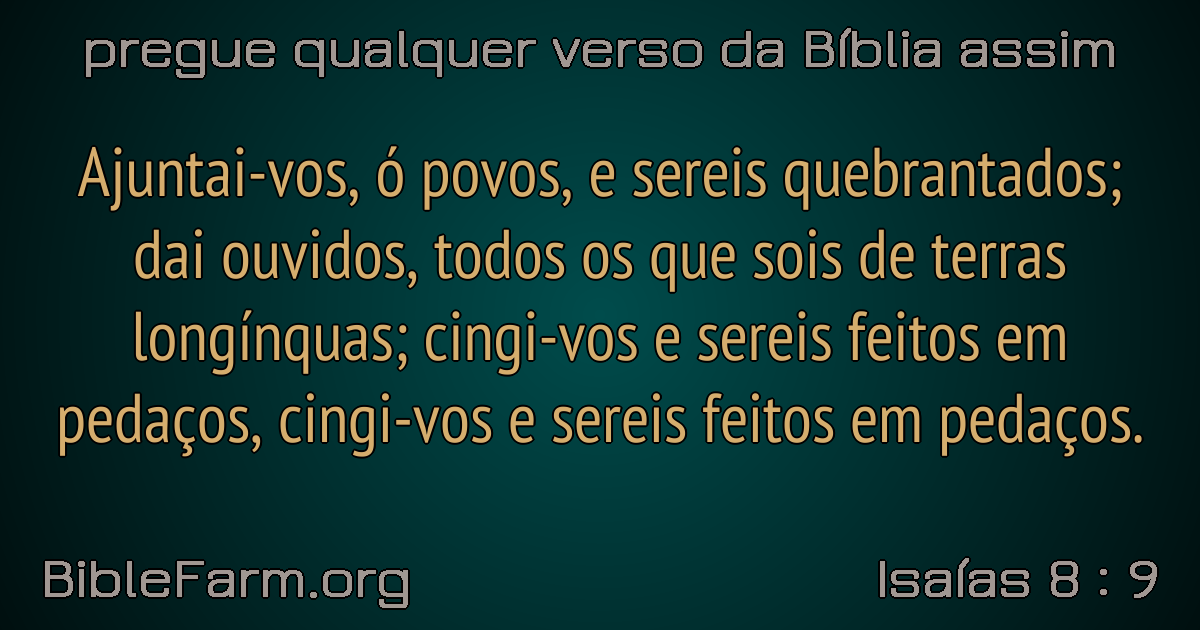 pregue qualquer verso da Bíblia assim
Ajuntai-vos, ó povos, e sereis quebrantados;
dai ouvidos, todos os que sois de terras
longínquas; cingi-vos e sereis feitos em
pedaços, cingi-vos e sereis feitos em pedaços.
BibleFarm.org
Isaías 8 : 9